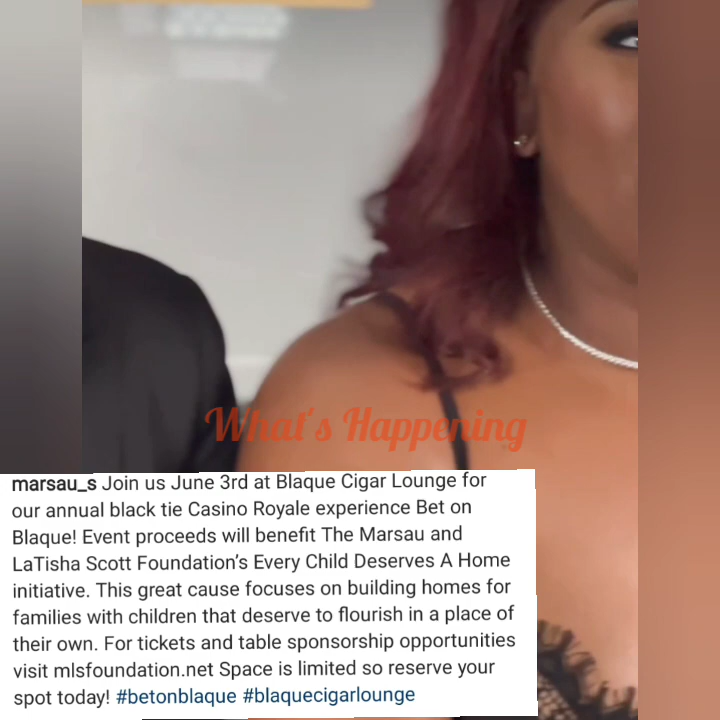 What's Happening
marsau_s Join us June 3rd at Blaque Cigar Lounge for
our annual black tie Casino Royale experience Bet on
Blaque! Event proceeds will benefit The Marsau and
LaTisha Scott Foundation's Every Child Deserves A Home
initiative. This great cause focuses on building homes for
families with children that deserve to flourish in a place of
their own. For tickets and table sponsorship opportunities
visit mlsfoundation.net Space is limited so reserve your
spot today! #betonblaque #blaquecigarlounge